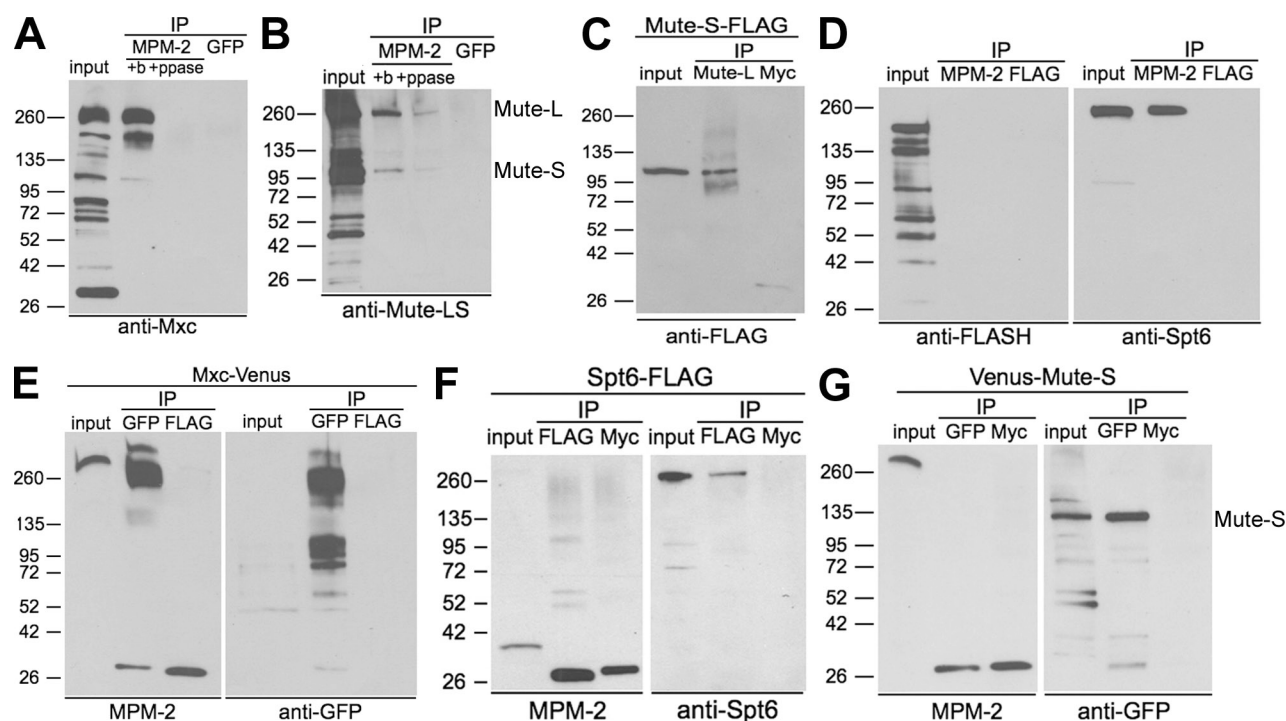 A
IP
MPM-2 GFP
input +b +ppase
260
135
95
72
52
42
26
anti-Mxc
B
IP
MPM-2 GFP
input +b +ppase
260
135
95
72
52
42
26
Mute-L
Mute-S
anti-Mute-LS
C
Mute-S-FLAG
IP
input Mute-L Myc
260
135
95
72
52
42
26
anti-FLAG
D
IP
input MPM-2 FLAG
260
135
95
72
52
42
26
anti-FLASH
IP
input MPM-2 FLAG
anti-Spt6
E
Mxc-Venus
IP
input GFP FLAG
260
135
95
72
52
42
26
MPM-2
IP
input GFP FLAG
anti-GFP
F
Spt6-FLAG
IP
input FLAG Myc
260
135
95
72
52
42
26
MPM-2
IP
input FLAG Myc
anti-Spt6
G
Venus-Mute-S
IP
input GFP Myc
260
135
95
72
52
42
26
MPM-2
IP
input GFP Myc
Mute-S
anti-GFP